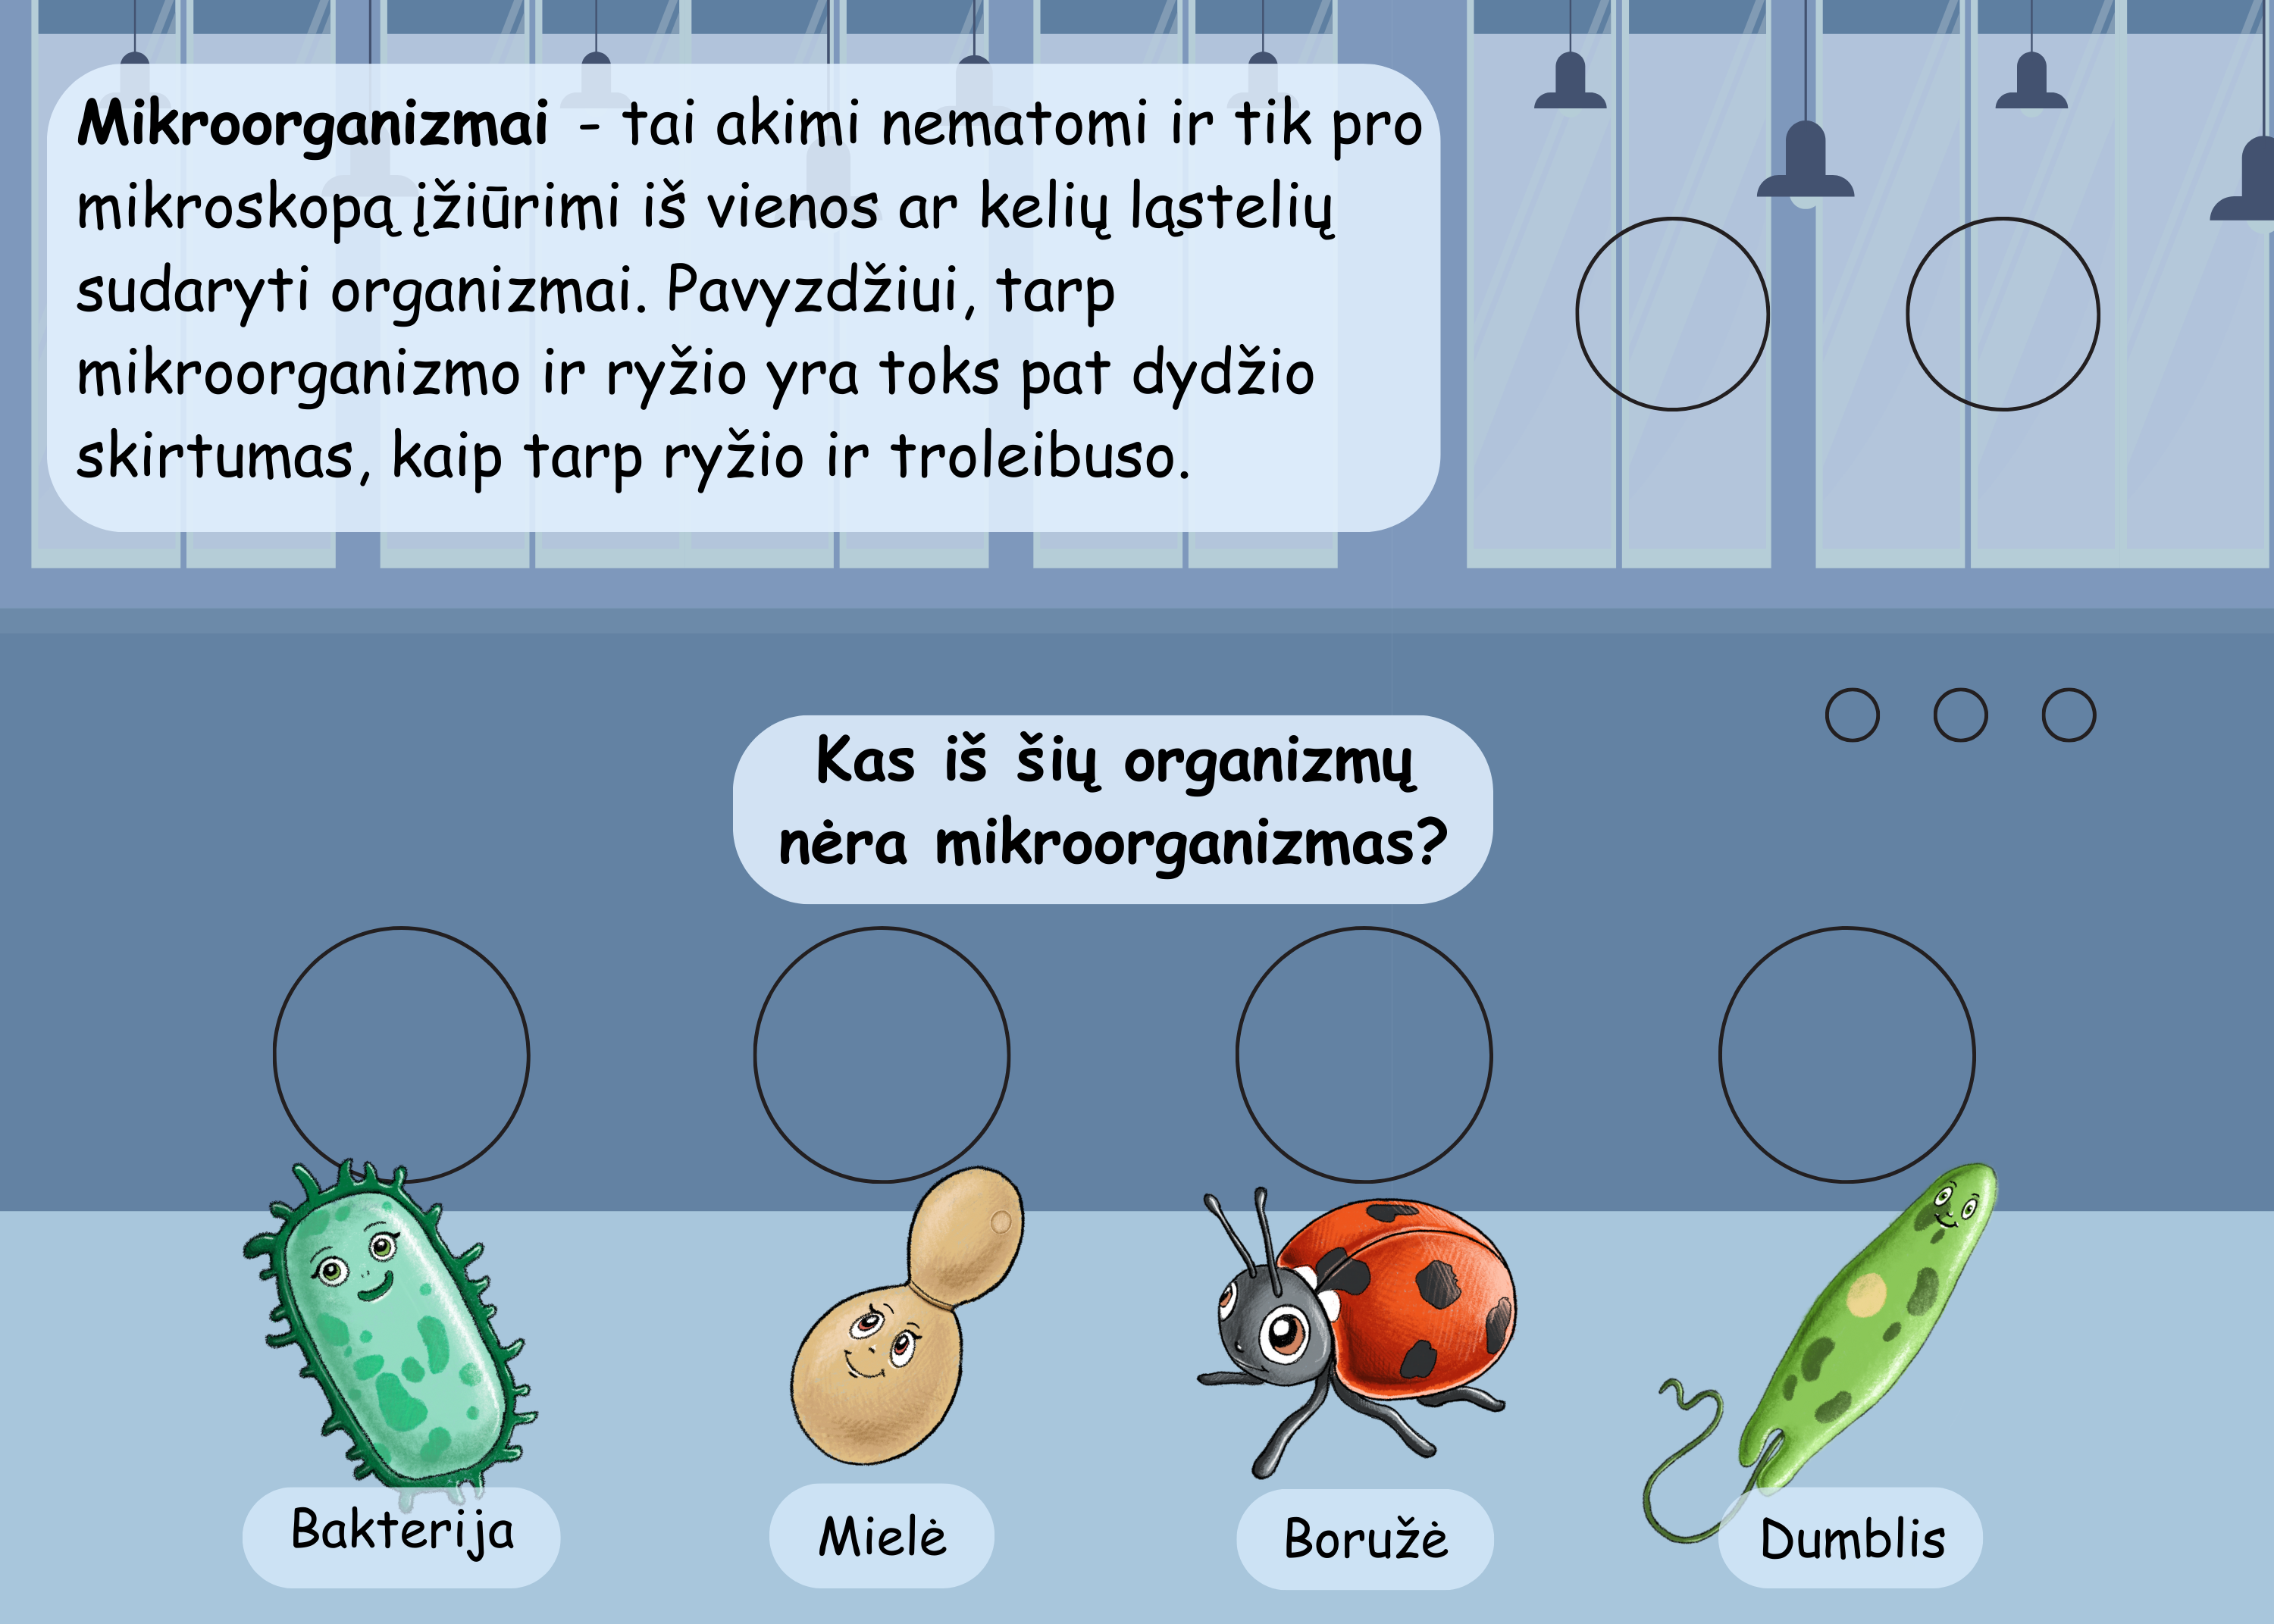 Mikroorganizmai - tai akimi nematomi ir tik pro
mikroskopą įžiūrimi iš vienos ar kelių ląstelių
sudaryti organizmai. Pavyzdžiui, tarp
mikroorganizmo ir ryžio yra toks pat dydžio
skirtumas, kaip tarp ryžio ir troleibuso.
Kas iš šių organizmų
nėra mikroorganizmas?
Bakterija
Mielė
Boružė
Dumblis